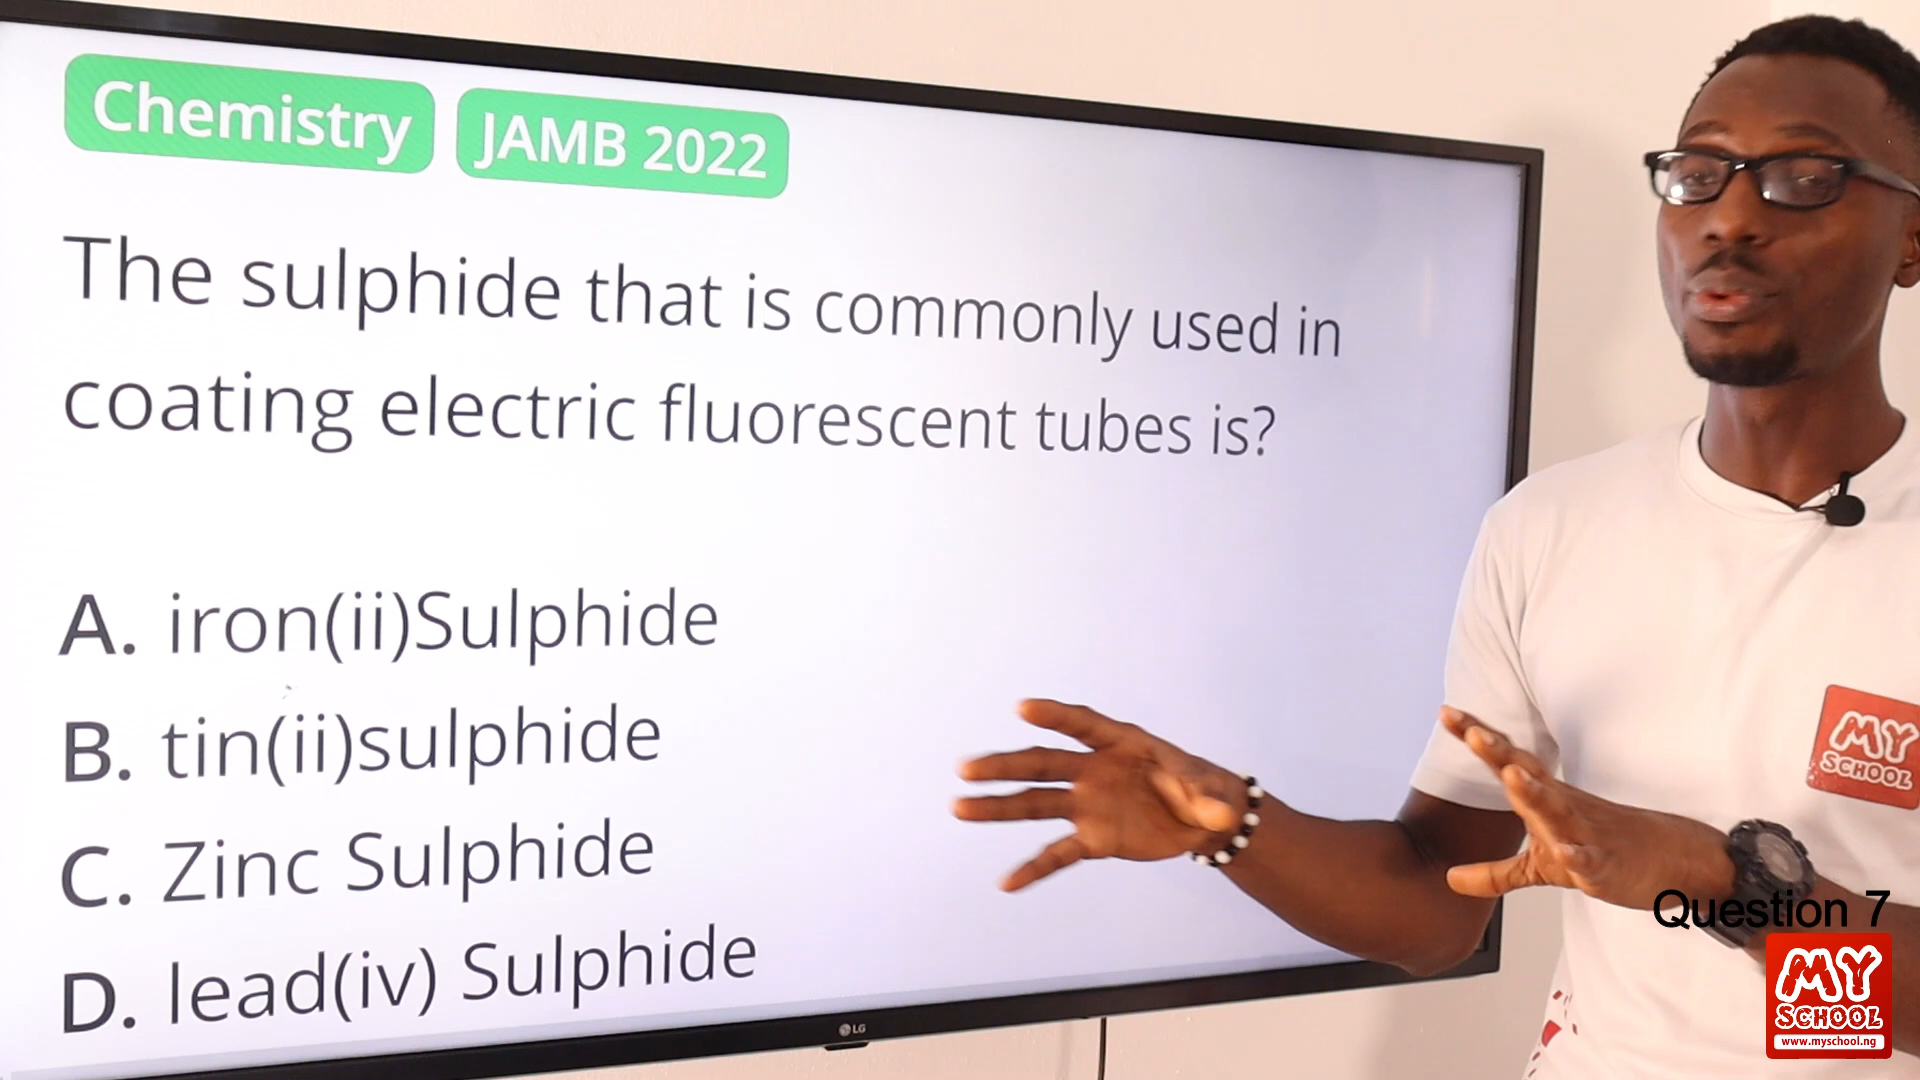 Chemistry JAMB 2022
The sulphide that is commonly used in
coating electric fluorescent tubes is?
A. iron(ii)Sulphide
B. tin(ii)sulphide
C. Zinc Sulphide
D. lead(iv) Sulphide
LG
MY
SCHOOL
Question 7
MY
SCHOOL
www.myschool.ng